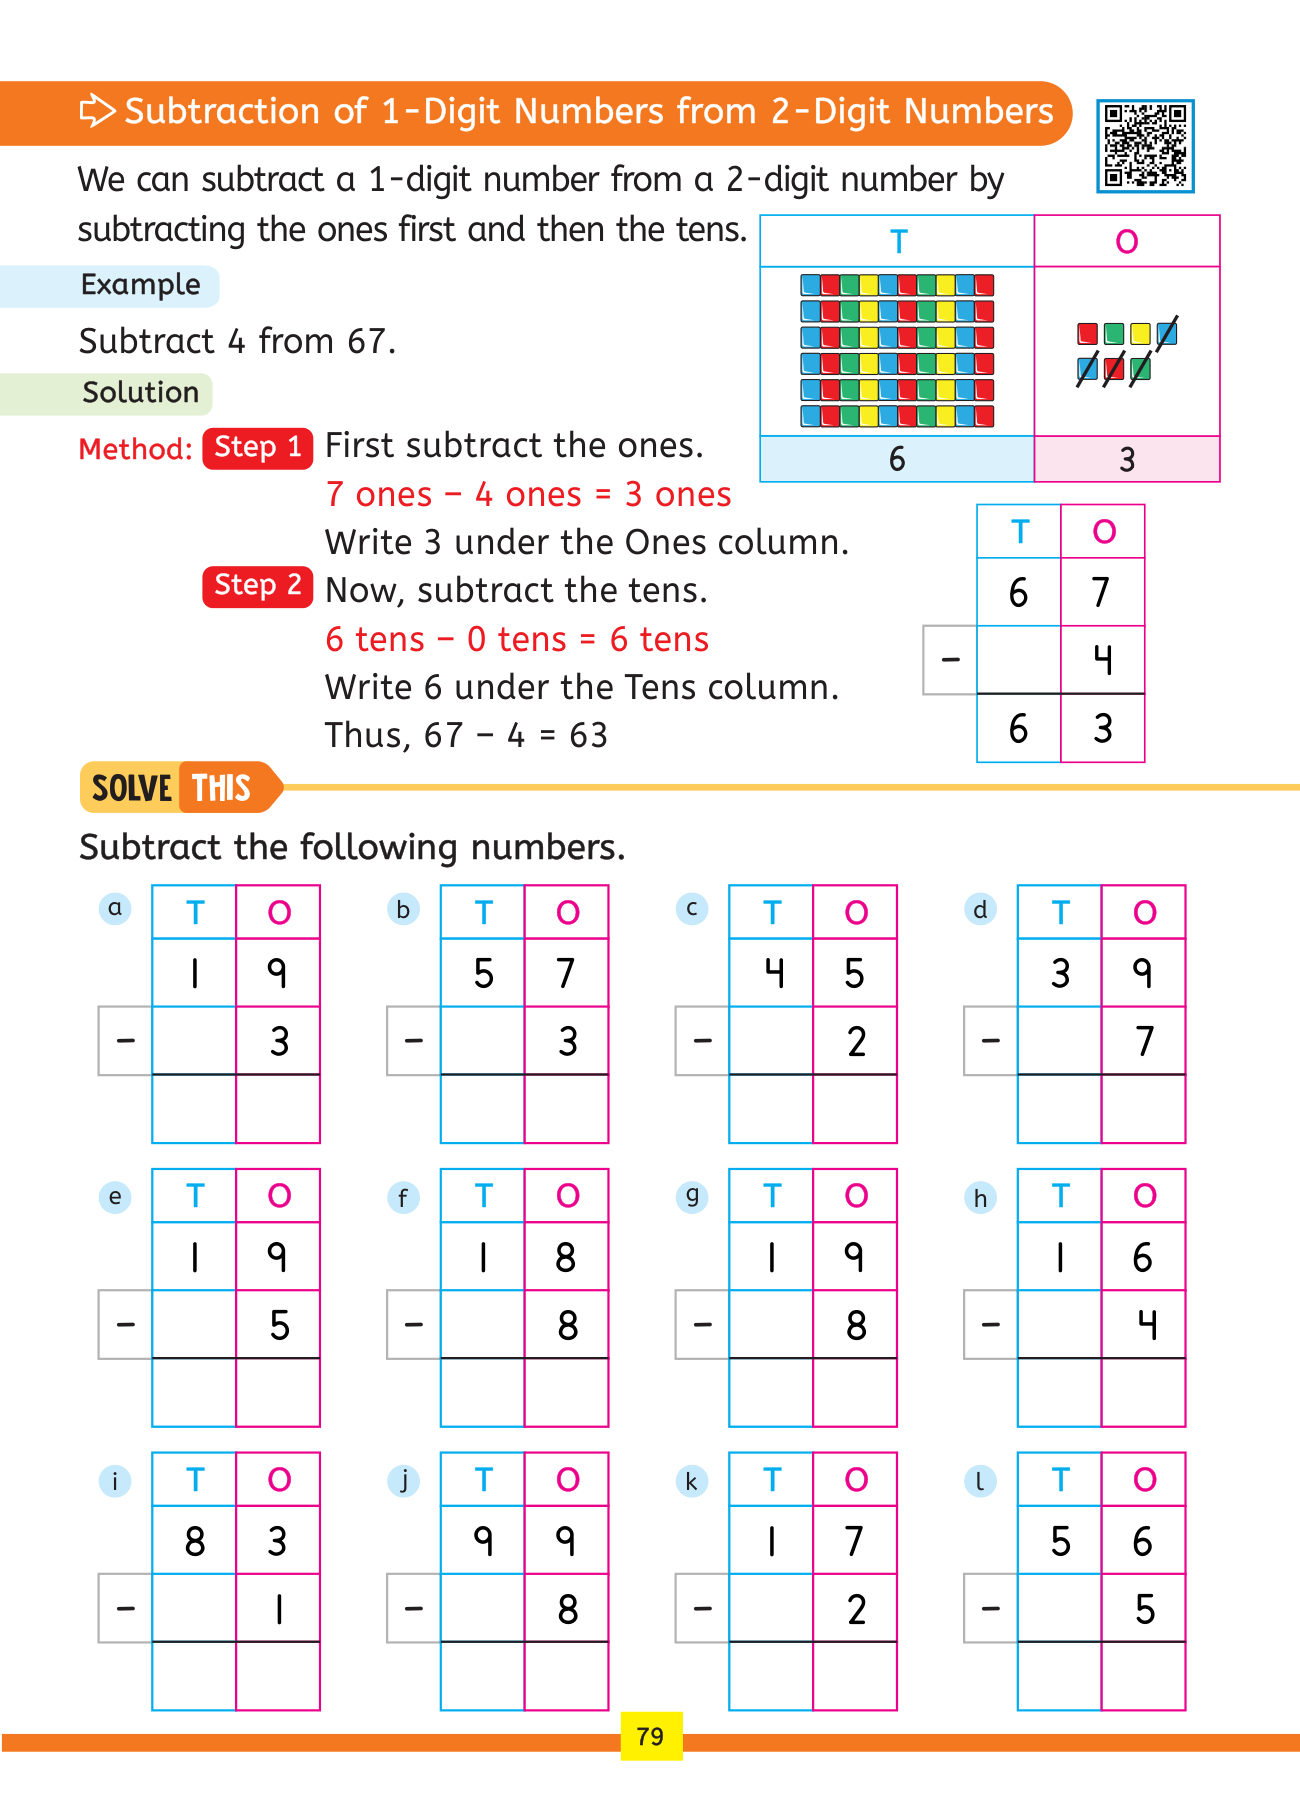 Subtraction of 1-Digit Numbers from 2-Digit Numbers
We can subtract a 1-digit number from a 2-digit number by
subtracting the ones first and then the tens.
T O
6 3
Example
Subtract 4 from 67.
Solution
Method: Step 1 First subtract the ones.
7 ones – 4 ones = 3 ones
Write 3 under the Ones column.
Step 2 Now, subtract the tens.
6 tens – 0 tens = 6 tens
Write 6 under the Tens column.
Thus, 67 – 4 = 63
T O
6 7
– 4
6 3
SOLVE THIS
Subtract the following numbers.
a T O
1 9
– 3
b T O
5 7
– 3
c T O
4 5
– 2
d T O
3 9
– 7
e T O
1 9
– 5
f T O
1 8
– 8
g T O
1 9
– 8
h T O
1 6
– 4
i T O
8 3
– 1
j T O
9 9
– 8
k T O
1 7
– 2
l T O
5 6
– 5
79